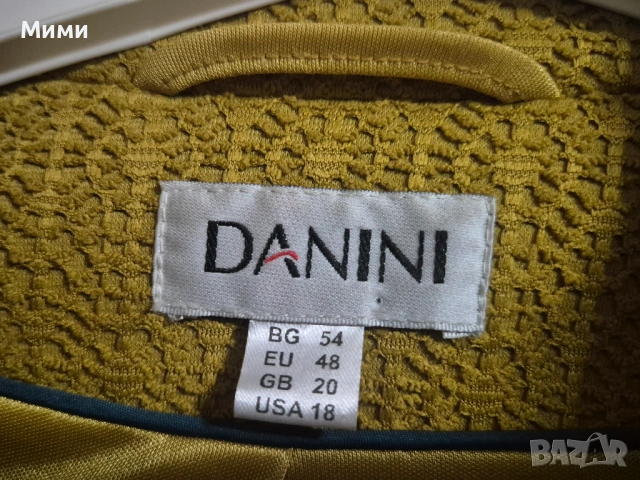 Мими
DANINI
BG 54
EU 48
GB 20
USA 18
BAZAR